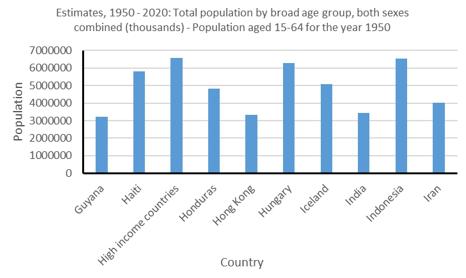 Estimates, 1950 - 2020: Total population by broad age group, both sexes
combined (thousands) - Population aged 15-64 for the year 1950
7000000
6000000
5000000
4000000
3000000
2000000
1000000
0
Population
Guyana
Haiti
High income countries
Honduras
Hong Kong
Hungary
Iceland
India
Indonesia
Iran
Country